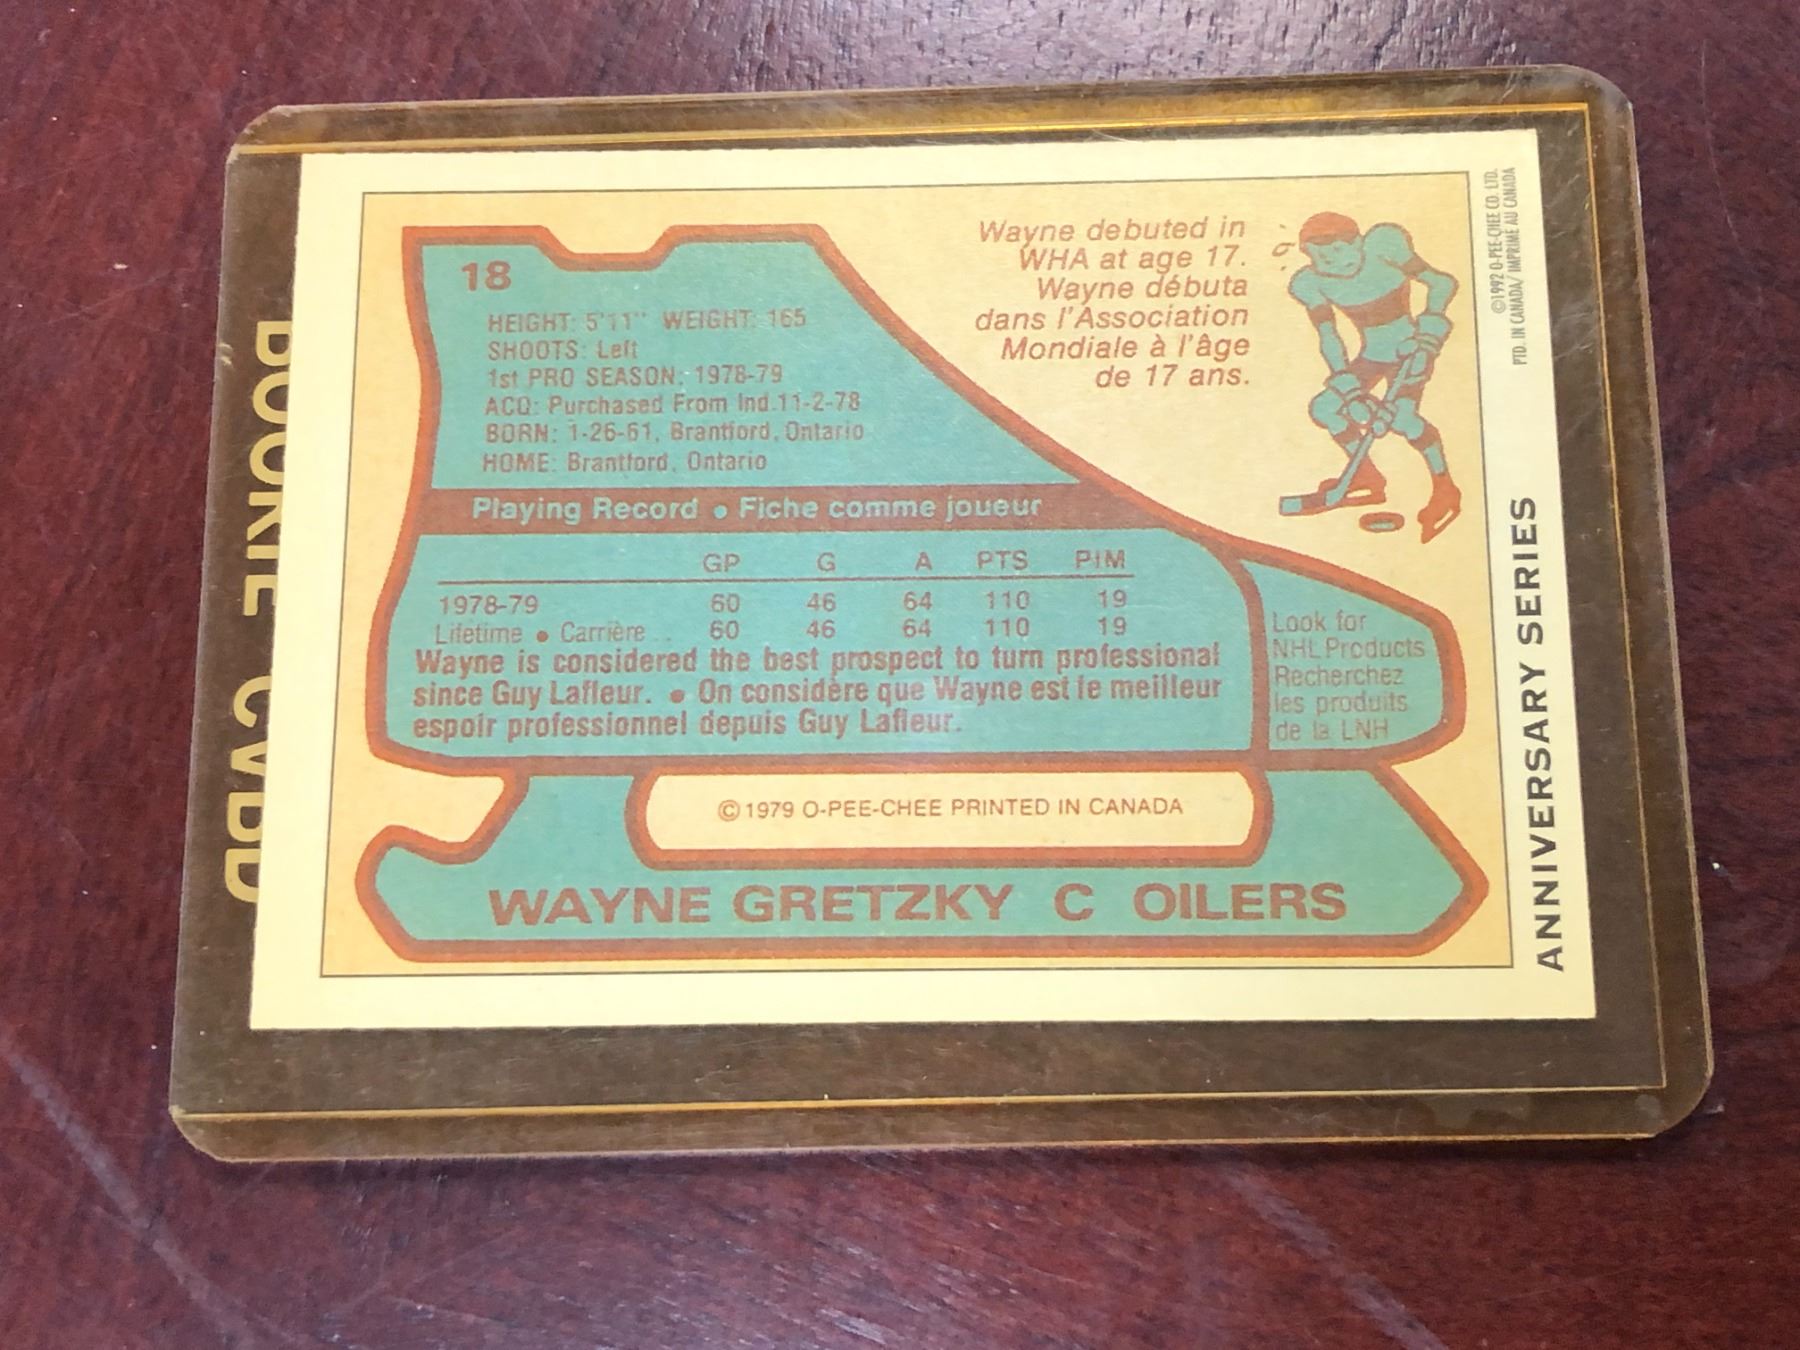 18
HEIGHT: 5'11" WEIGHT: 165
SHOOTS: Left
1st PRO SEASON: 1978-79
ACQ: Purchased From Ind.11-2-78
BORN: 1-26-61, Brantford, Ontario
HOME: Brantford, Ontario
Wayne debuted in
WHA at age 17.
Wayne débuta
dans l'Association
Mondiale à l'âge
de 17 ans.
Playing Record • Fiche comme joueur
GP G A PTS PIM
1978-79 60 46 64 110 19
Lifetime • Carrière .. 60 46 64 110 19
Wayne is considered the best prospect to turn professional
since Guy Lafleur. • On considère que Wayne est le meilleur
espoir professionnel depuis Guy Lafleur.
Look for
NHL Products
Recherchez
les produits
de la LNH
©1979 O-PEE-CHEE PRINTED IN CANADA
WAYNE GRETZKY C OILERS
©1992 O-PEE-CHEE CO. LTD.
PTD. IN CANADA/IMPRIME AU CANADA
ANNIVERSARY SERIES